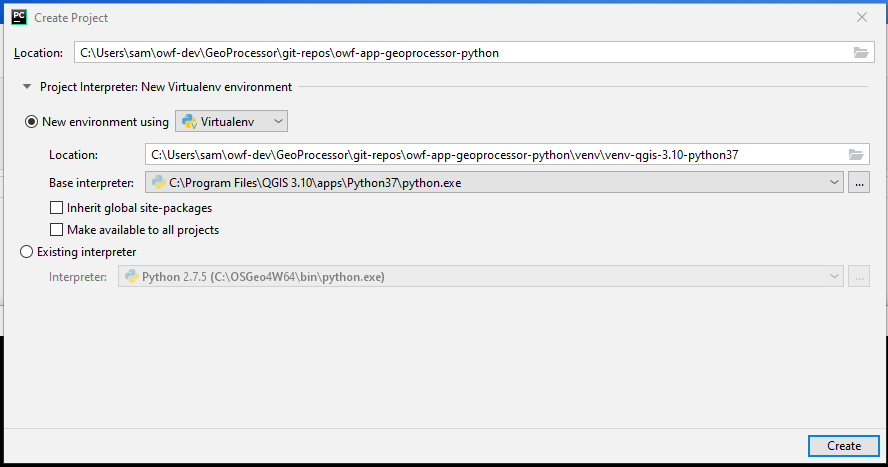 PC Create Project
Location: C:\Users\sam\owf-dev\GeoProcessor\git-repos\owf-app-geoprocessor-python
Project Interpreter: New Virtualenv environment
New environment using Virtualenv
Location: C:\Users\sam\owf-dev\GeoProcessor\git-repos\owf-app-geoprocessor-python\venv\venv-qgis-3.10-python37
Base interpreter: C:\Program Files\QGIS 3.10\apps\Python37\python.exe ...
Inherit global site-packages
Make available to all projects
Existing interpreter
Interpreter: Python 2.7.5 (C:\OSGeo4W64\bin\python.exe) ...
Create